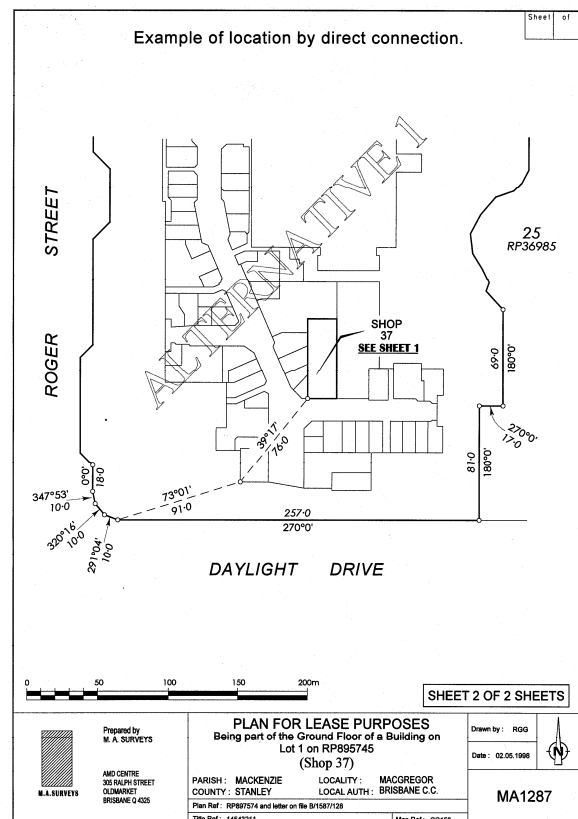 Sheet of
Example of location by direct connection.
ALTERNATIVE 1
STREET
ROGER
25
RP36985
SHOP
37
SEE SHEET 1
69·0
180°0'
270°0'
17·0
81·0
180°0'
39°17'
76·0
0°0'
18·0
347°53'
10·0
320°16'
10·0
291°04'
10·0
73°01'
91·0
257·0
270°0'
DAYLIGHT DRIVE
0 50 100 150 200m
SHEET 2 OF 2 SHEETS
M.A.SURVEYS
Prepared by
M. A. SURVEYS
AMD CENTRE
305 RALPH STREET
OLDMARKET
BRISBANE Q 4325
PLAN FOR LEASE PURPOSES
Being part of the Ground Floor of a Building on
Lot 1 on RP895745
(Shop 37)
PARISH : MACKENZIE LOCALITY : MACGREGOR
COUNTY : STANLEY LOCAL AUTH : BRISBANE C.C.
Plan Ref : RP897574 and letter on file B/1587/128
Drawn by : RGG
Date : 02.05.1998
N
MA1287